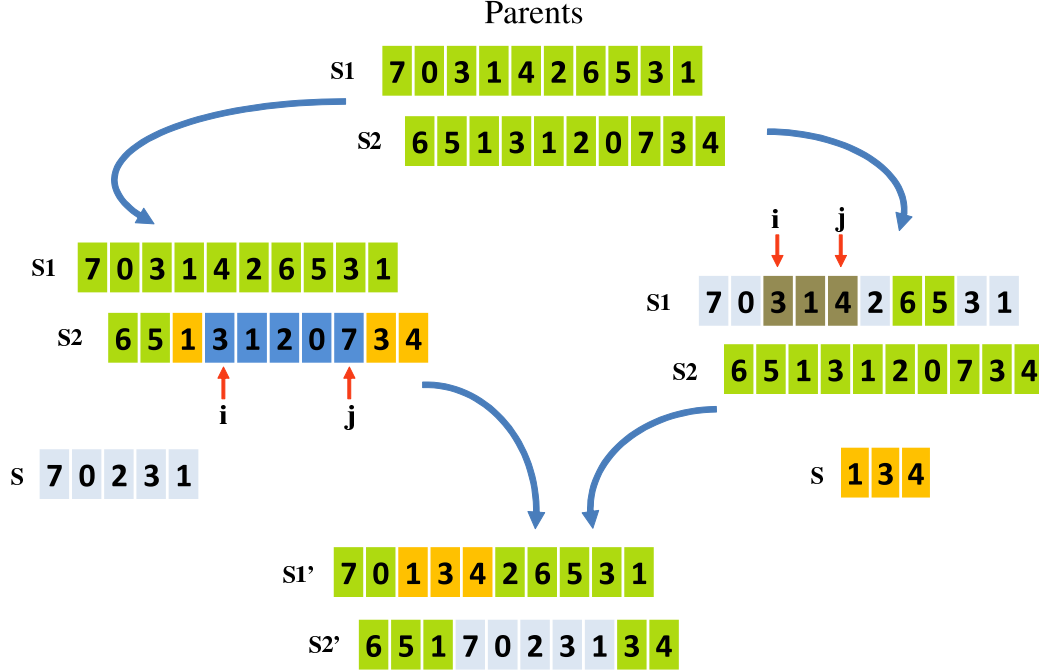 Parents
S1 7 0 3 1 4 2 6 5 3 1
S2 6 5 1 3 1 2 0 7 3 4
i j
S1 7 0 3 1 4 2 6 5 3 1
S2 6 5 1 3 1 2 0 7 3 4
i j
S 7 0 2 3 1
S1 7 0 3 1 4 2 6 5 3 1
S2 6 5 1 3 1 2 0 7 3 4
S 1 3 4
S1’ 7 0 1 3 4 2 6 5 3 1
S2’ 6 5 1 7 0 2 3 1 3 4